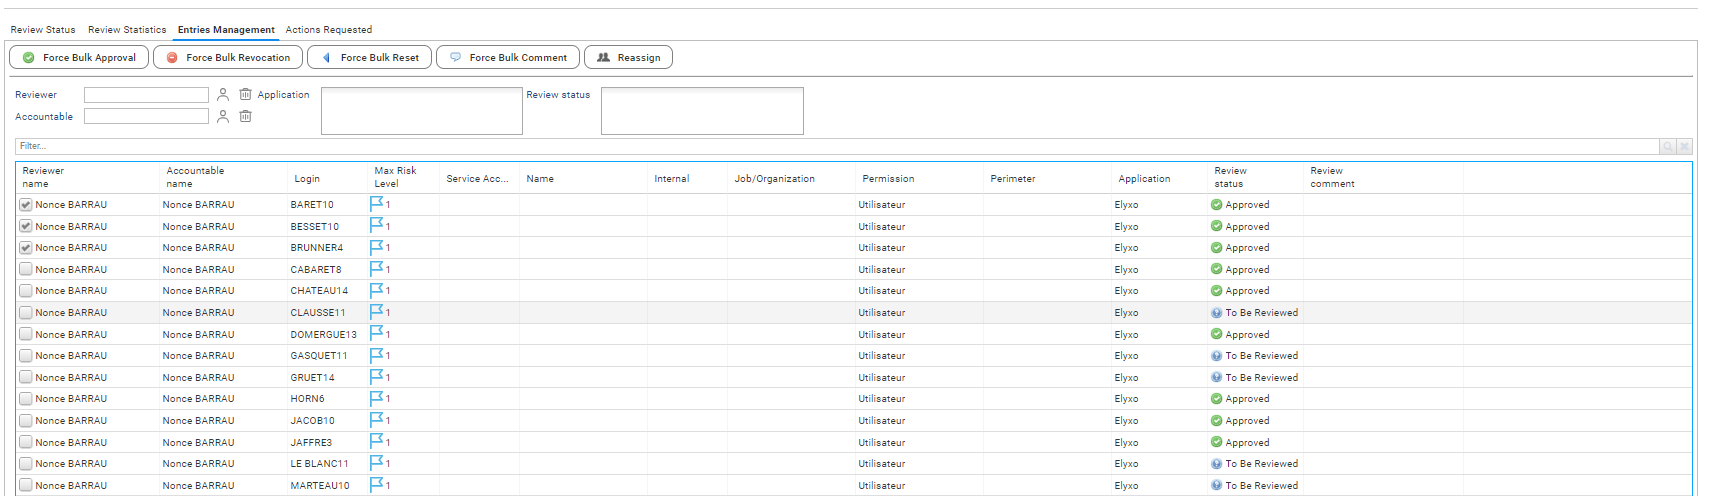 Review Status Review Statistics Entries Management Actions Requested
Force Bulk Approval Force Bulk Revocation Force Bulk Reset Force Bulk Comment Reassign
Reviewer Application Review status
Accountable
Filter...
Reviewer name Accountable name Login Max Risk Level Service Acc... Name Internal Job/Organization Permission Perimeter Application Review status Review comment
Nonce BARRAU Nonce BARRAU BARET10 1 Utilisateur Elyxo Approved
Nonce BARRAU Nonce BARRAU BESSET10 1 Utilisateur Elyxo Approved
Nonce BARRAU Nonce BARRAU BRUNNER4 1 Utilisateur Elyxo Approved
Nonce BARRAU Nonce BARRAU CABARET8 1 Utilisateur Elyxo Approved
Nonce BARRAU Nonce BARRAU CHATEAU14 1 Utilisateur Elyxo Approved
Nonce BARRAU Nonce BARRAU CLAUSSE11 1 Utilisateur Elyxo To Be Reviewed
Nonce BARRAU Nonce BARRAU DOMERGUE13 1 Utilisateur Elyxo Approved
Nonce BARRAU Nonce BARRAU GASQUET11 1 Utilisateur Elyxo To Be Reviewed
Nonce BARRAU Nonce BARRAU GRUET14 1 Utilisateur Elyxo To Be Reviewed
Nonce BARRAU Nonce BARRAU HORN6 1 Utilisateur Elyxo Approved
Nonce BARRAU Nonce BARRAU JACOB10 1 Utilisateur Elyxo Approved
Nonce BARRAU Nonce BARRAU JAFFRE3 1 Utilisateur Elyxo Approved
Nonce BARRAU Nonce BARRAU LE BLANC11 1 Utilisateur Elyxo To Be Reviewed
Nonce BARRAU Nonce BARRAU MARTEAU10 1 Utilisateur Elyxo To Be Reviewed